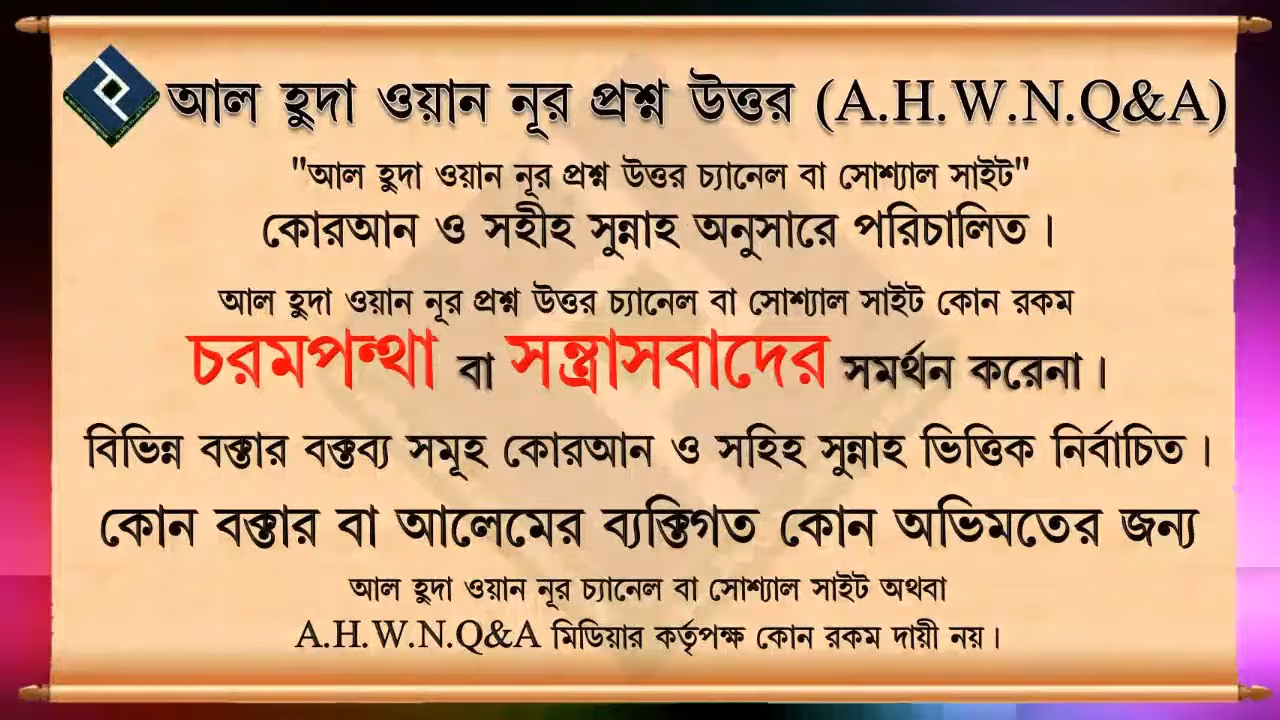 আল হুদা ওয়ান নূর প্রশ্ন উত্তর (A.H.W.N.Q&A)
"আল হুদা ওয়ান নূর প্রশ্ন উত্তর চ্যানেল বা সোশ্যাল সাইট"
কোরআন ও সহীহ সুন্নাহ অনুসারে পরিচালিত।
আল হুদা ওয়ান নূর প্রশ্ন উত্তর চ্যানেল বা সোশ্যাল সাইট কোন রকম
চরমপন্থা বা সন্ত্রাসবাদের সমর্থন করেনা।
বিভিন্ন বক্তার বক্তব্য সমূহ কোরআন ও সহিহ সুন্নাহ ভিত্তিক নির্বাচিত।
কোন বক্তার বা আলেমের ব্যক্তিগত কোন অভিমতের জন্য
আল হুদা ওয়ান নূর চ্যানেল বা সোশ্যাল সাইট অথবা
A.H.W.N.Q&A মিডিয়ার কর্তৃপক্ষ কোন রকম দায়ী নয়।